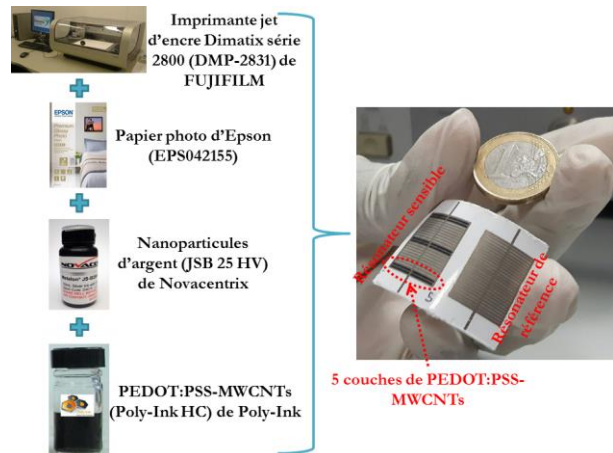 Imprimante jet
d'encre Dimatix série
2800 (DMP-2831) de
FUJIFILM
EPSON
Papier photo d'Epson
(EPS042155)
Nanoparticules
d'argent (JSB 25 HV)
de Novacentrix
PEDOT:PSS-MWCNTs
(Poly-Ink HC) de Poly-Ink
Résonateur sensible
Résonateur de
référence
5
5 couches de PEDOT:PSS-
MWCNTs